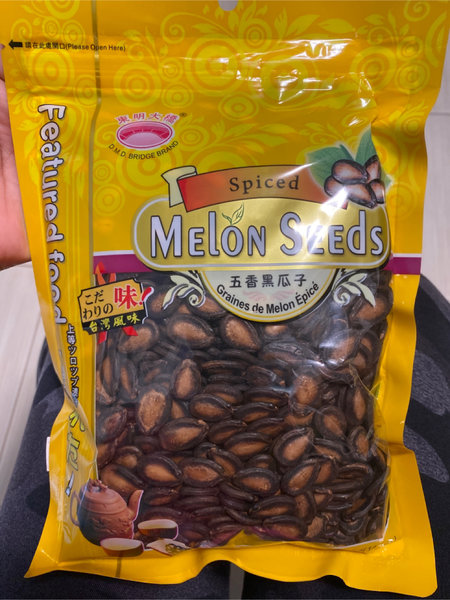 請在此處開口(Please Open Here)
東明大橋
D.M.D. BRIDGE BRAND
Featured food
Spiced
MELON SEEDS
五香黑瓜子
Graines de Melon Épicé
こだ
わりの
味!
台灣風味